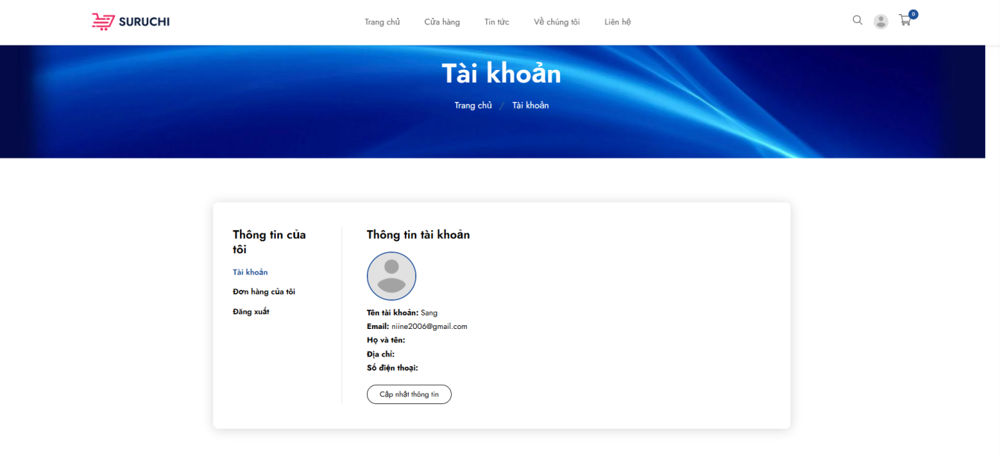 SURUCHI
Trang chủ Cửa hàng Tin tức Về chúng tôi Liên hệ
0
Tài khoản
Trang chủ / Tài khoản
Thông tin của
tôi
Tài khoản
Đơn hàng của tôi
Đăng xuất
Thông tin tài khoản
Tên tài khoản: Sang
Email: niine2006@gmail.com
Họ và tên:
Địa chỉ:
Số điện thoại:
Cập nhật thông tin